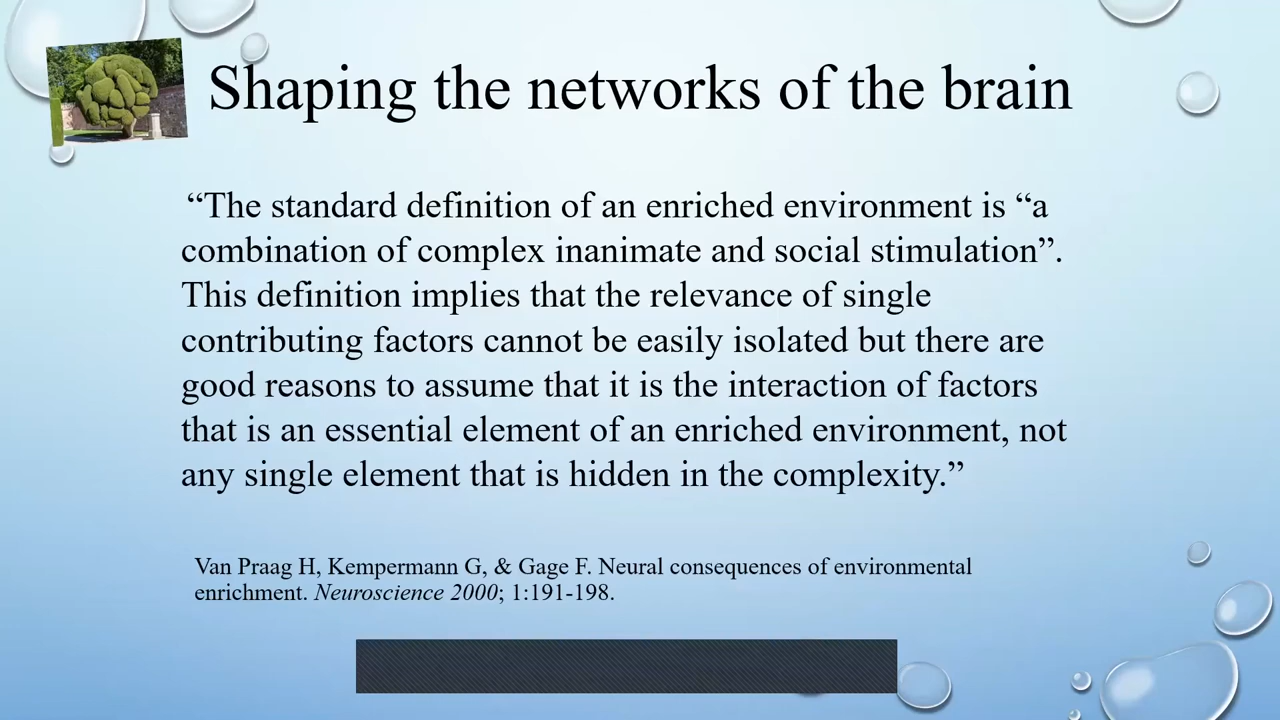 Shaping the networks of the brain
“The standard definition of an enriched environment is “a
combination of complex inanimate and social stimulation”.
This definition implies that the relevance of single
contributing factors cannot be easily isolated but there are
good reasons to assume that it is the interaction of factors
that is an essential element of an enriched environment, not
any single element that is hidden in the complexity.”
Van Praag H, Kempermann G, & Gage F. Neural consequences of environmental
enrichment. Neuroscience 2000; 1:191-198.